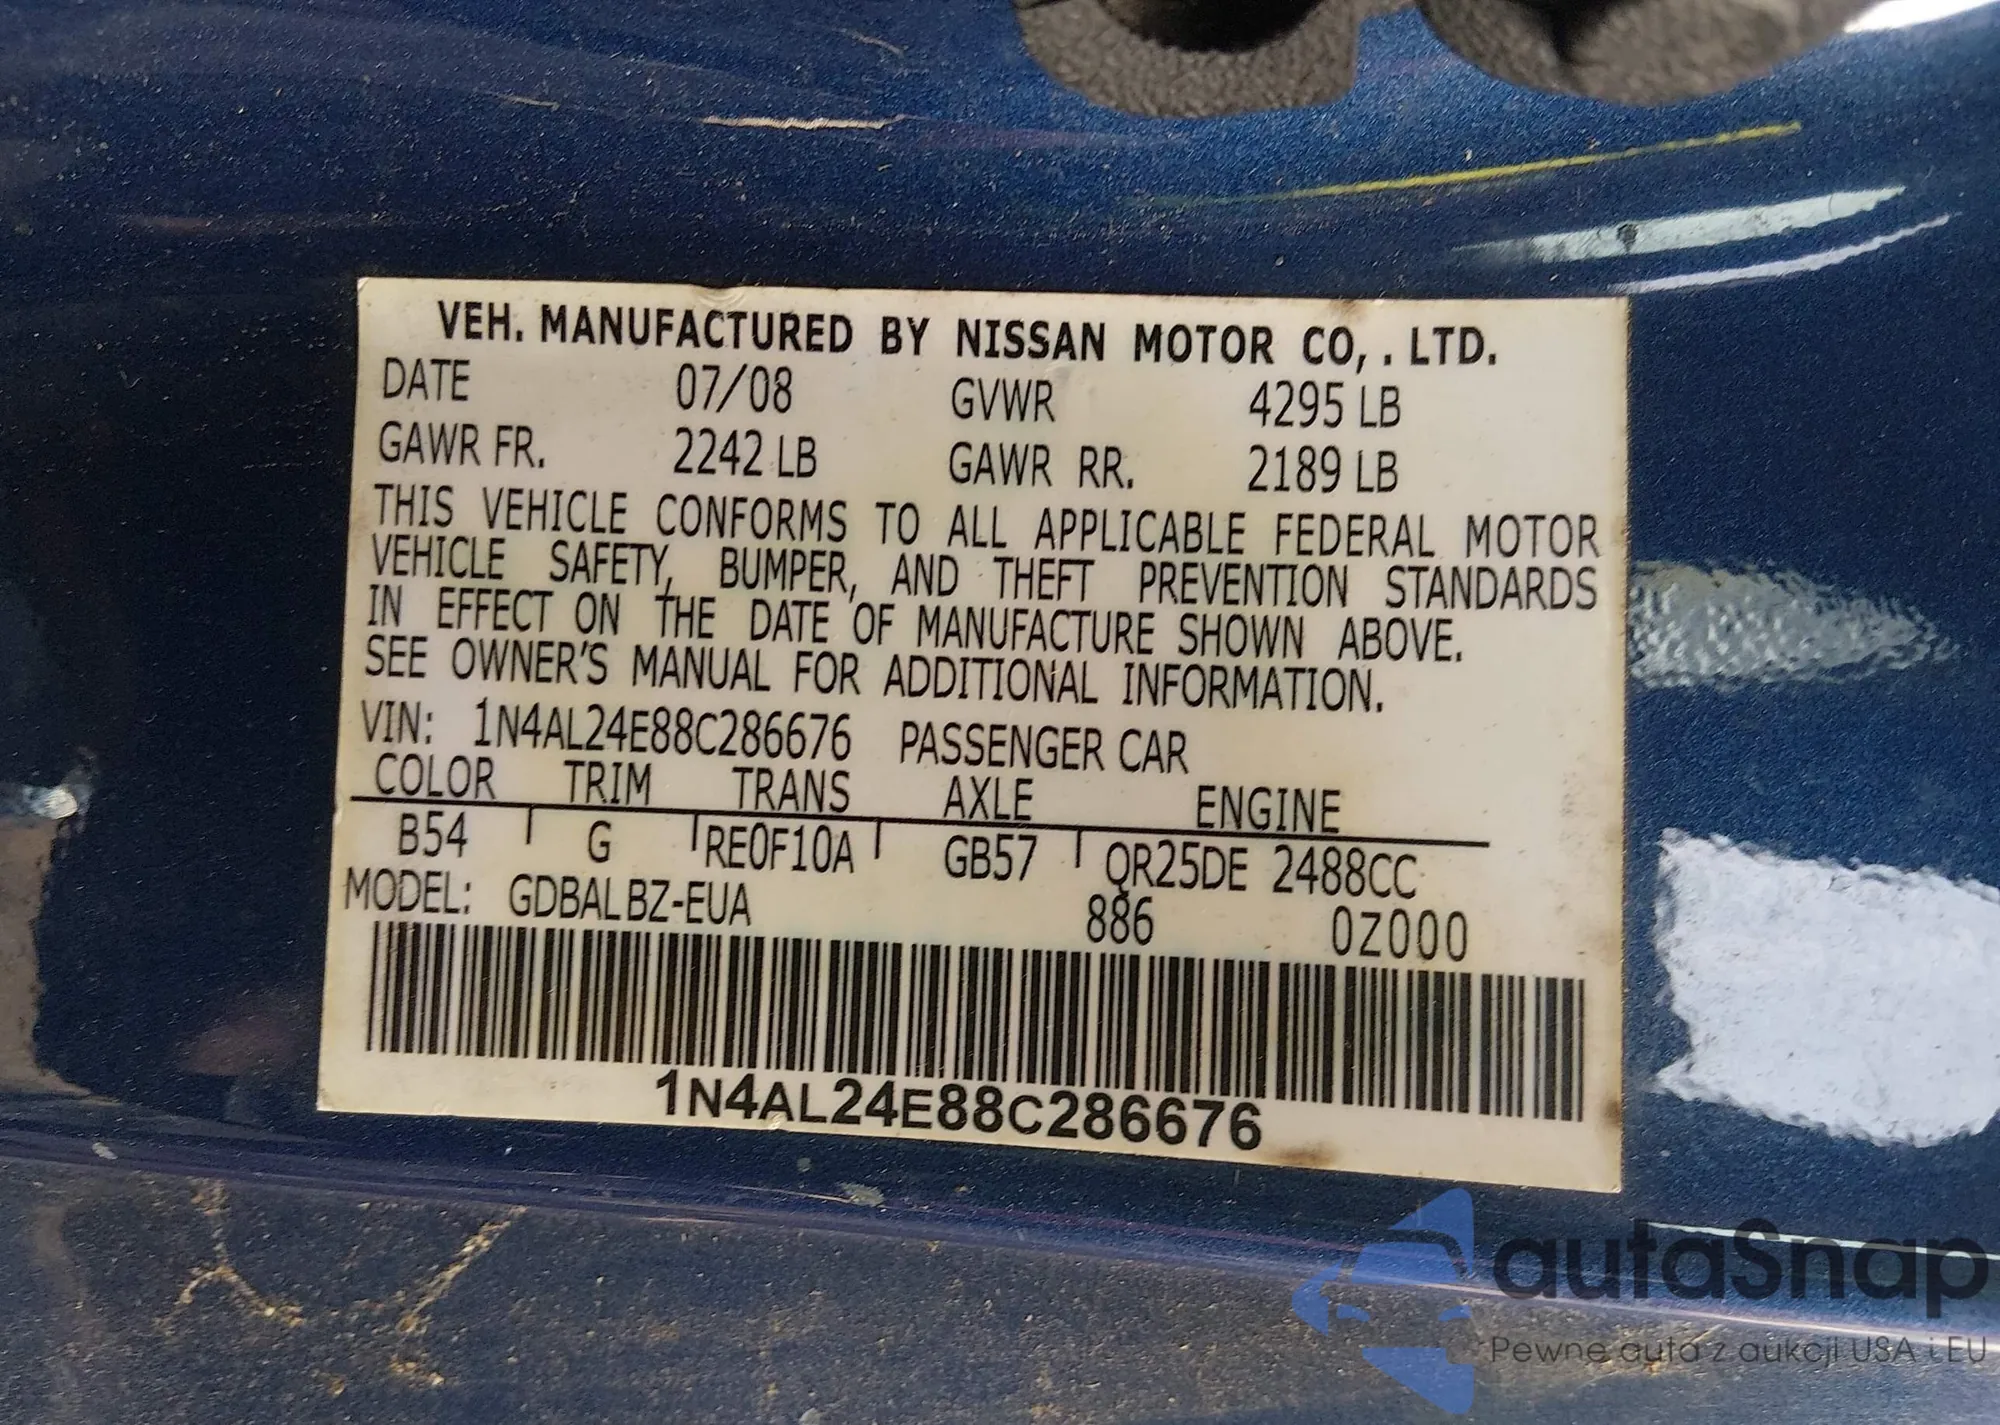 VEH. MANUFACTURED BY NISSAN MOTOR CO, . LTD.
DATE 07/08 GVWR 4295 LB
GAWR FR. 2242 LB GAWR RR. 2189 LB
THIS VEHICLE CONFORMS TO ALL APPLICABLE FEDERAL MOTOR
VEHICLE SAFETY, BUMPER, AND THEFT PREVENTION STANDARDS
IN EFFECT ON THE DATE OF MANUFACTURE SHOWN ABOVE.
SEE OWNER'S MANUAL FOR ADDITIONAL INFORMATION.
VIN: 1N4AL24E88C286676 PASSENGER CAR
COLOR TRIM TRANS AXLE ENGINE
B54 G RE0F10A GB57 QR25DE 2488CC
MODEL: GDBALBZ-EUA 886 0Z000
1N4AL24E88C286676
autaSnap
Pewne auta z aukcji USA i EU